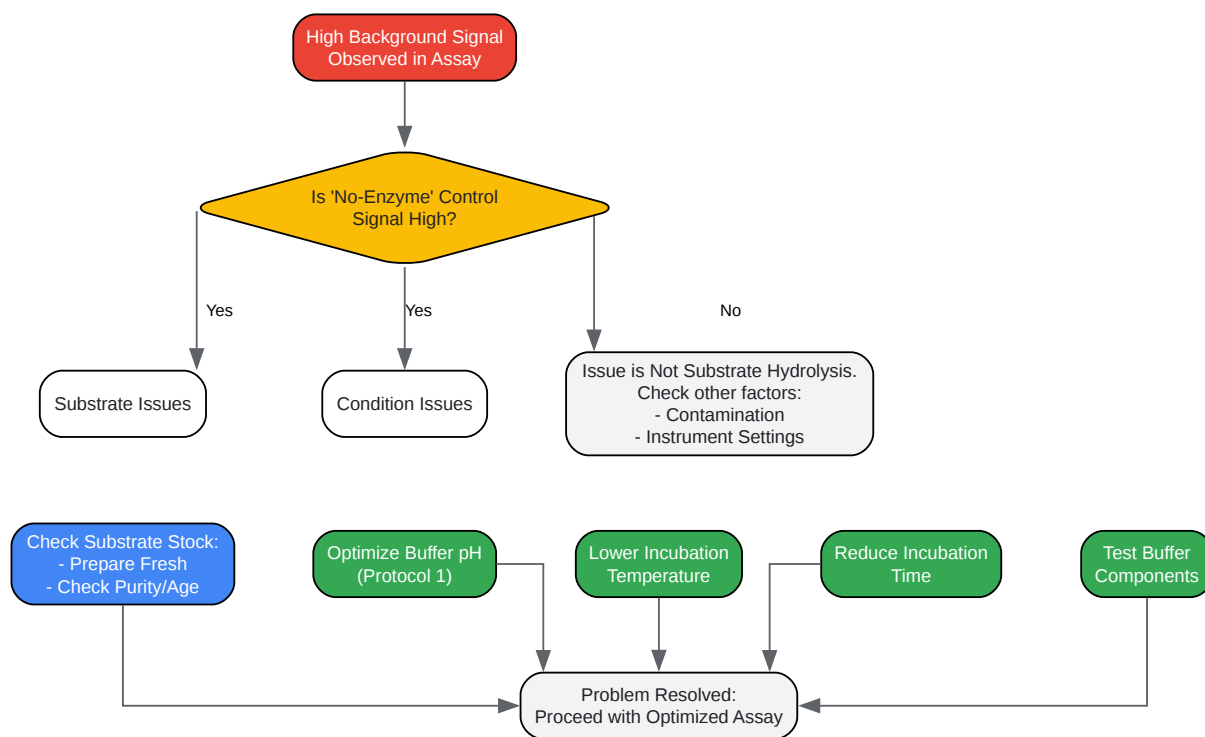 High Background Signal
Observed in Assay
Is 'No-Enzyme' Control
Signal High?
Yes
Yes
No
Substrate Issues
Condition Issues
Issue is Not Substrate Hydrolysis.
Check other factors:
- Contamination
- Instrument Settings
Check Substrate Stock:
- Prepare Fresh
- Check Purity/Age
Optimize Buffer pH
(Protocol 1)
Lower Incubation
Temperature
Reduce Incubation
Time
Test Buffer
Components
Problem Resolved:
Proceed with Optimized Assay